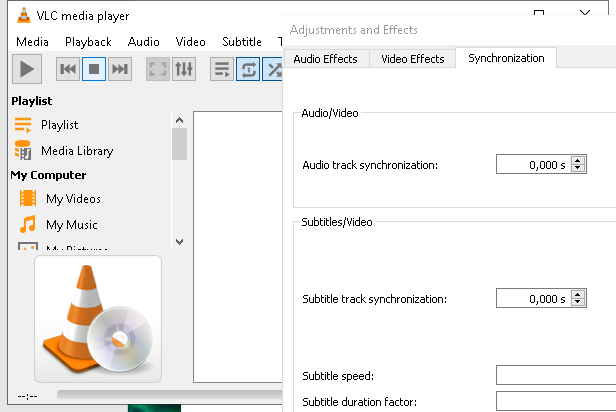 VLC media player
Media Playback Audio Video Subtitle
Playlist
Playlist
Media Library
My Computer
My Videos
My Music
My Pictures
--:--
Adjustments and Effects
Audio Effects Video Effects Synchronization
Audio/Video
Audio track synchronization: 0,000 s
Subtitles/Video
Subtitle track synchronization: 0,000 s
Subtitle speed:
Subtitle duration factor: